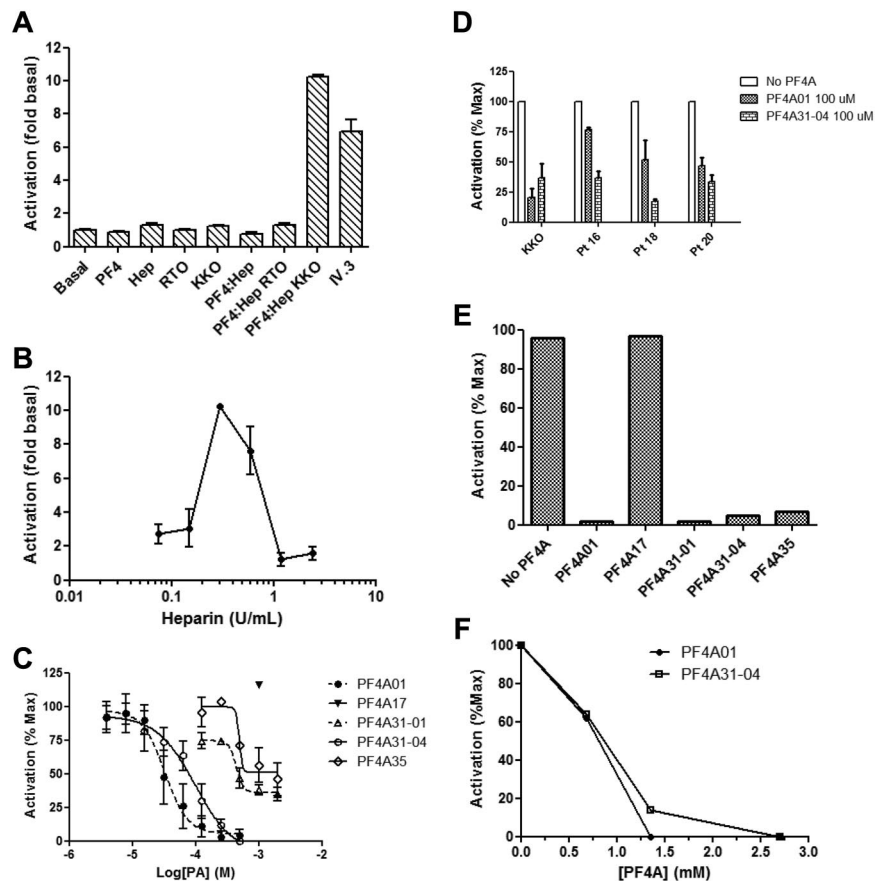 A
Activation (fold basal)
12
10
8
6
4
2
0
Basal
PF4
Hep
RTO
KKO
PF4:Hep
PF4:Hep RTO
PF4:Hep KKO
IV.3
B
Activation (fold basal)
12
10
8
6
4
2
0
0.01
0.1
1
10
Heparin (U/mL)
C
Activation (% Max)
125
100
75
50
25
0
-6
-5
-4
-3
-2
Log[PA] (M)
PF4A01
PF4A17
PF4A31-01
PF4A31-04
PF4A35
D
Activation (% Max)
125
100
75
50
25
0
KKO
Pt 16
Pt 18
Pt 20
No PF4A
PF4A01 100 uM
PF4A31-04 100 uM
E
Activation (% Max)
100
80
60
40
20
0
No PF4A
PF4A01
PF4A17
PF4A31-01
PF4A31-04
PF4A35
F
Activation (%Max)
100
80
60
40
20
0
0.0
0.5
1.0
1.5
2.0
2.5
3.0
[PF4A] (mM)
PF4A01
PF4A31-04